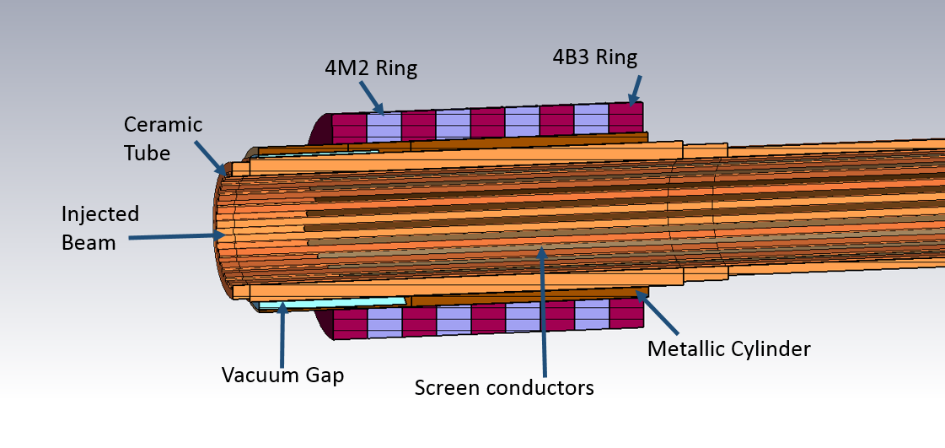 4M2 Ring
4B3 Ring
Ceramic
Tube
Injected
Beam
Metallic Cylinder
Vacuum Gap
Screen conductors